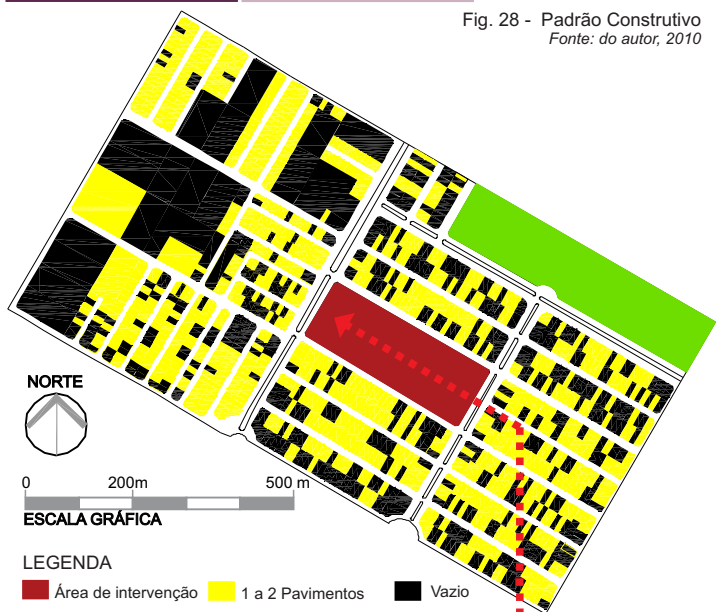 Fig. 28 - Padrão Construtivo
Fonte: do autor, 2010
NORTE
0 200m 500 m
ESCALA GRÁFICA
LEGENDA
Área de intervenção 1 a 2 Pavimentos Vazio